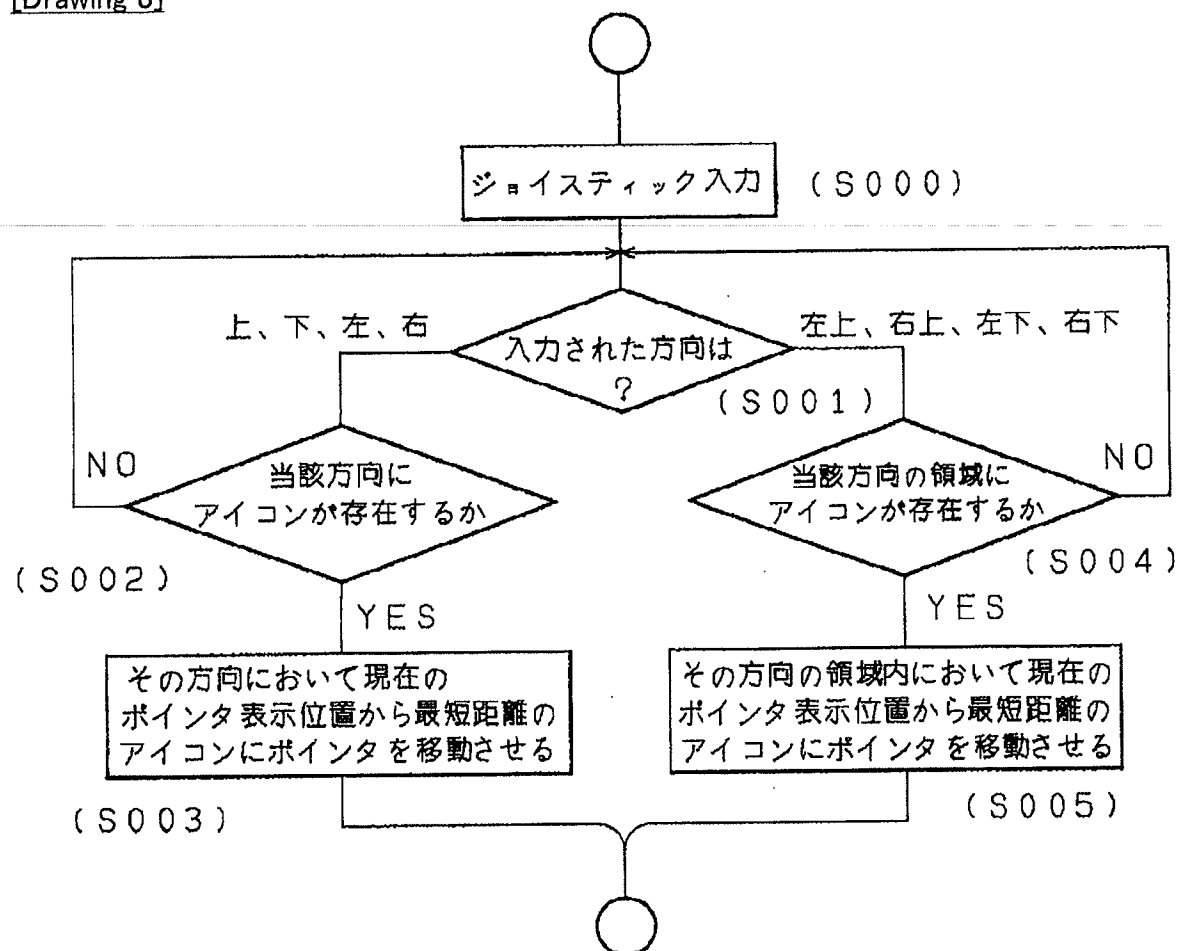 [Drawing 8]
ジョイスティック入力
(S000)
上、下、左、右
左上、右上、左下、右下
入力された方向は
?
(S001)
NO
当該方向に
アイコンが存在するか
(S002)
当該方向の領域に
アイコンが存在するか
NO
(S004)
YES
YES
その方向において現在の
ポインタ表示位置から最短距離の
アイコンにポインタを移動させる
(S003)
その方向の領域内において現在の
ポインタ表示位置から最短距離の
アイコンにポインタを移動させる
(S005)